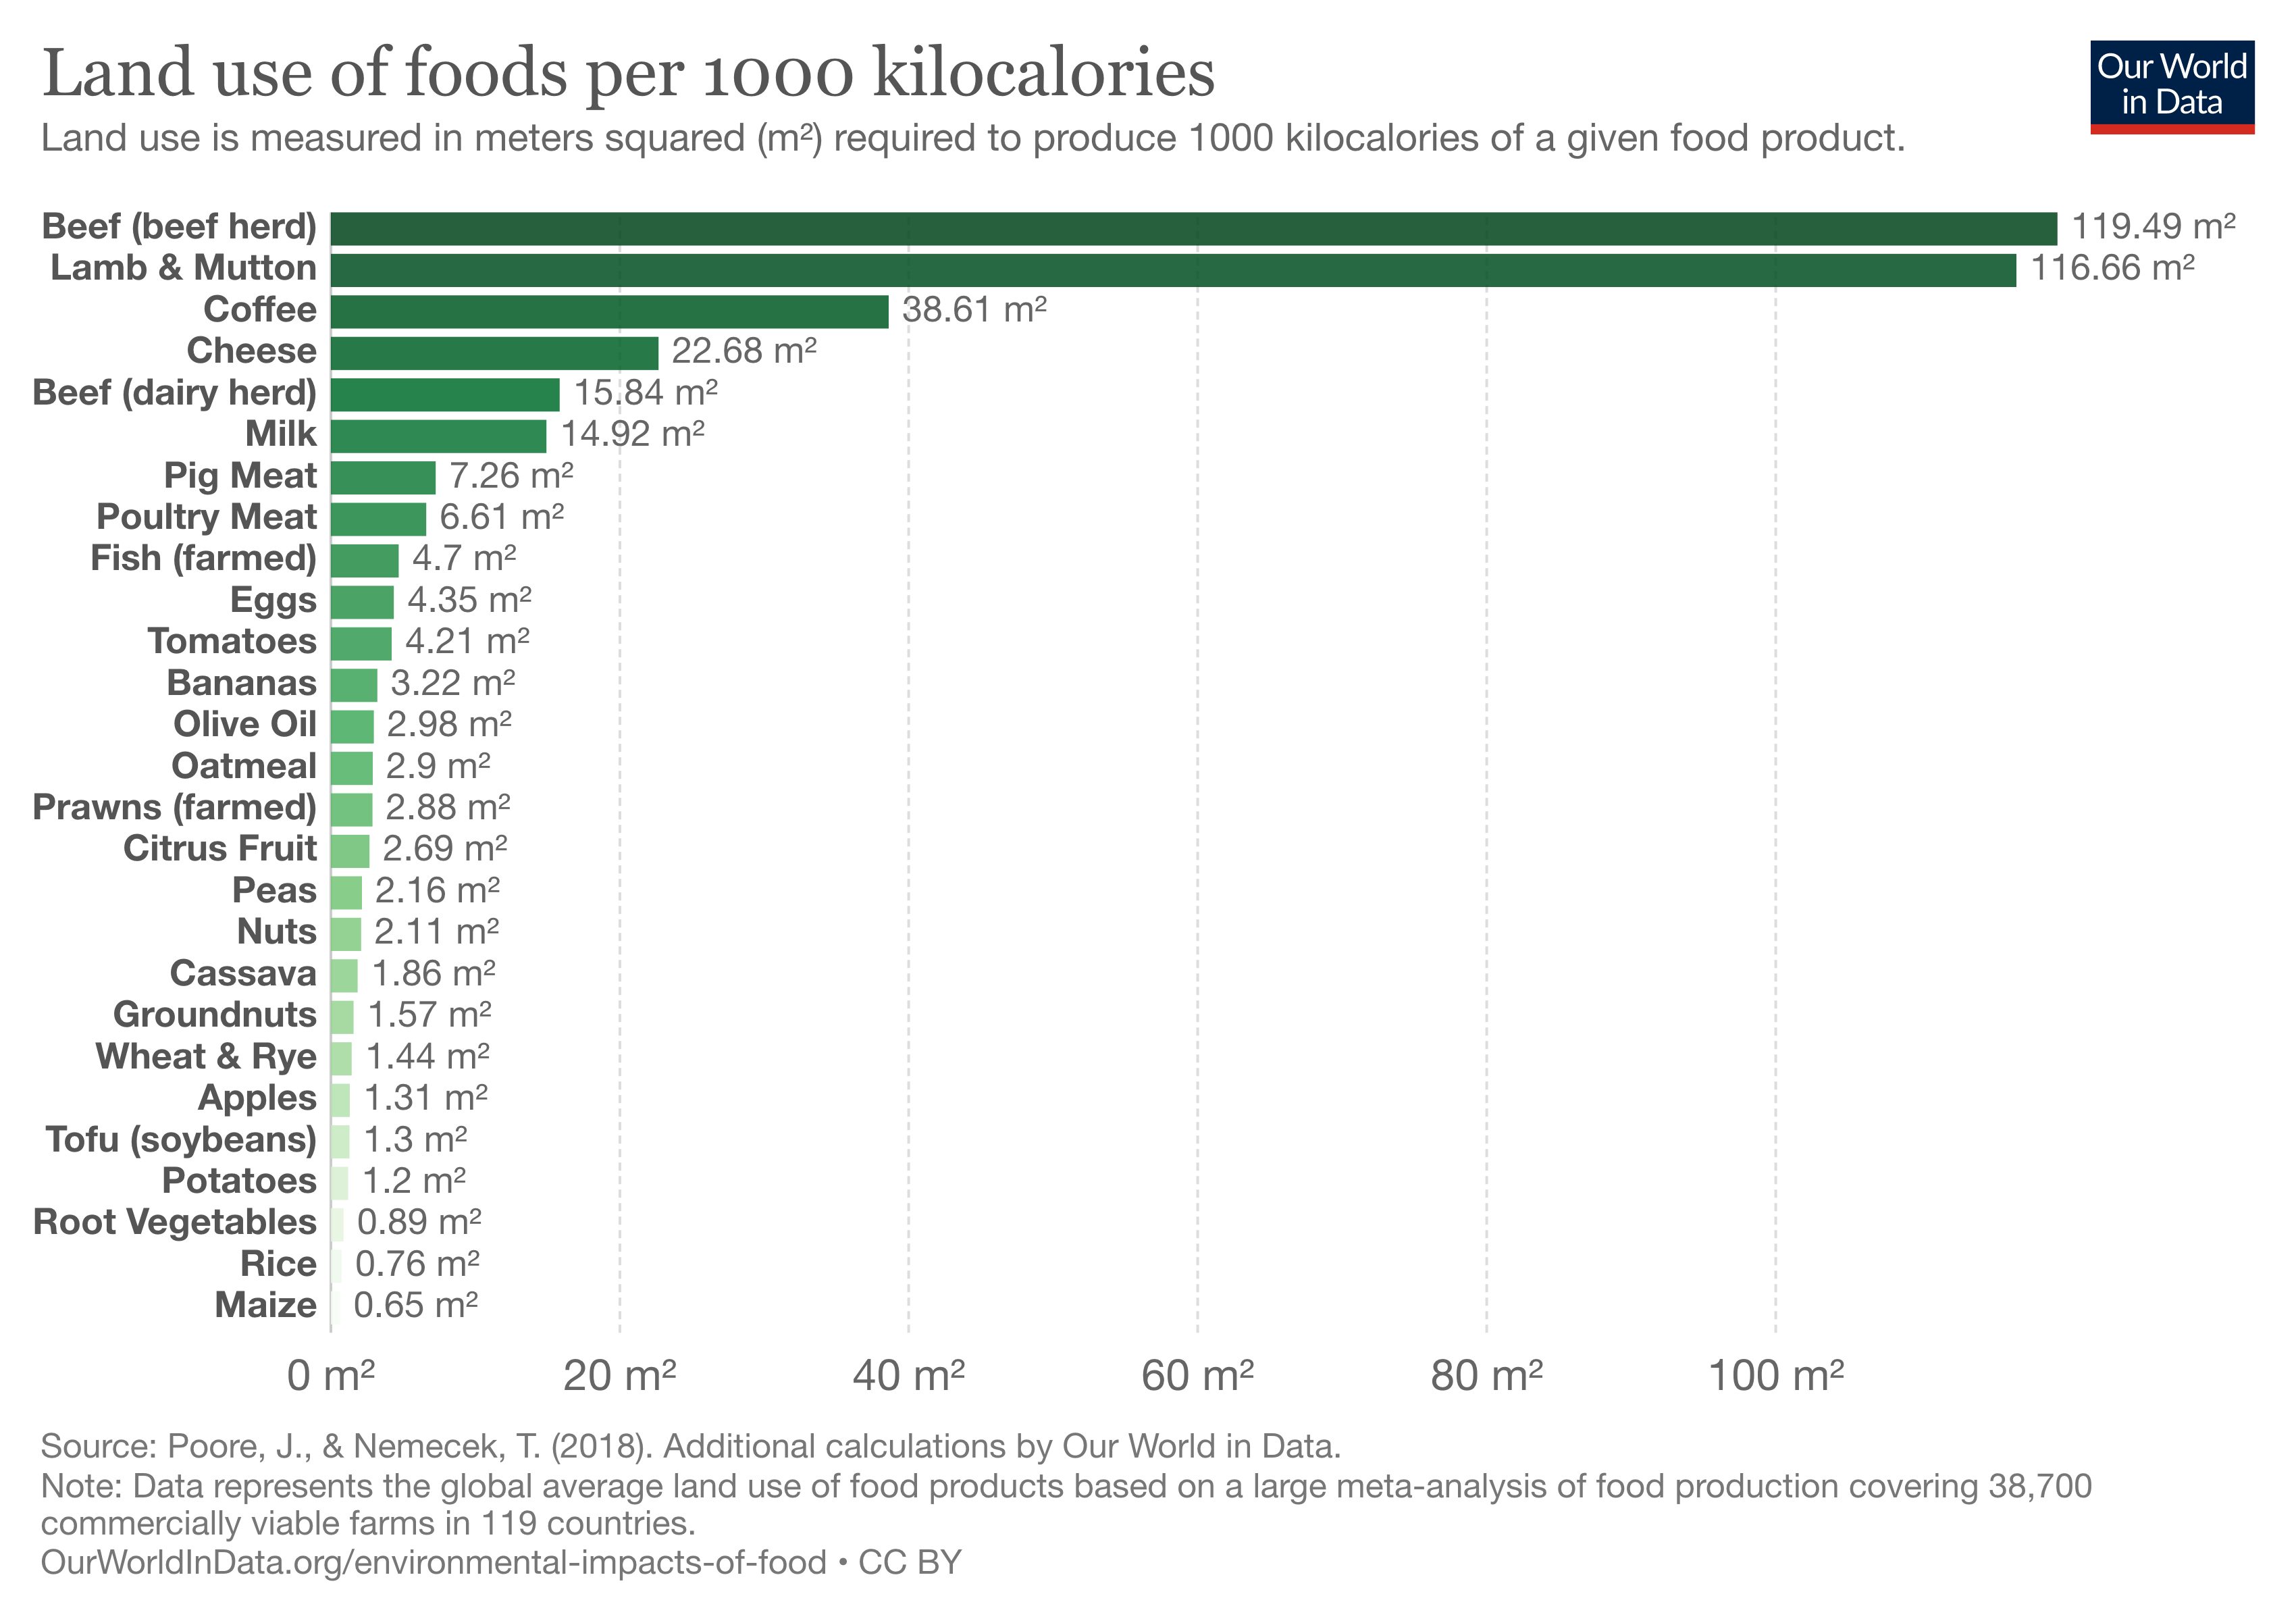 Land use of foods per 1000 kilocalories
Land use is measured in meters squared (m²) required to produce 1000 kilocalories of a given food product.
Our World
in Data
Beef (beef herd) 119.49 m²
Lamb & Mutton 116.66 m²
Coffee 38.61 m²
Cheese 22.68 m²
Beef (dairy herd) 15.84 m²
Milk 14.92 m²
Pig Meat 7.26 m²
Poultry Meat 6.61 m²
Fish (farmed) 4.7 m²
Eggs 4.35 m²
Tomatoes 4.21 m²
Bananas 3.22 m²
Olive Oil 2.98 m²
Oatmeal 2.9 m²
Prawns (farmed) 2.88 m²
Citrus Fruit 2.69 m²
Peas 2.16 m²
Nuts 2.11 m²
Cassava 1.86 m²
Groundnuts 1.57 m²
Wheat & Rye 1.44 m²
Apples 1.31 m²
Tofu (soybeans) 1.3 m²
Potatoes 1.2 m²
Root Vegetables 0.89 m²
Rice 0.76 m²
Maize 0.65 m²
0 m² 20 m² 40 m² 60 m² 80 m² 100 m²
Source: Poore, J., & Nemecek, T. (2018). Additional calculations by Our World in Data.
Note: Data represents the global average land use of food products based on a large meta-analysis of food production covering 38,700
commercially viable farms in 119 countries.
OurWorldInData.org/environmental-impacts-of-food • CC BY